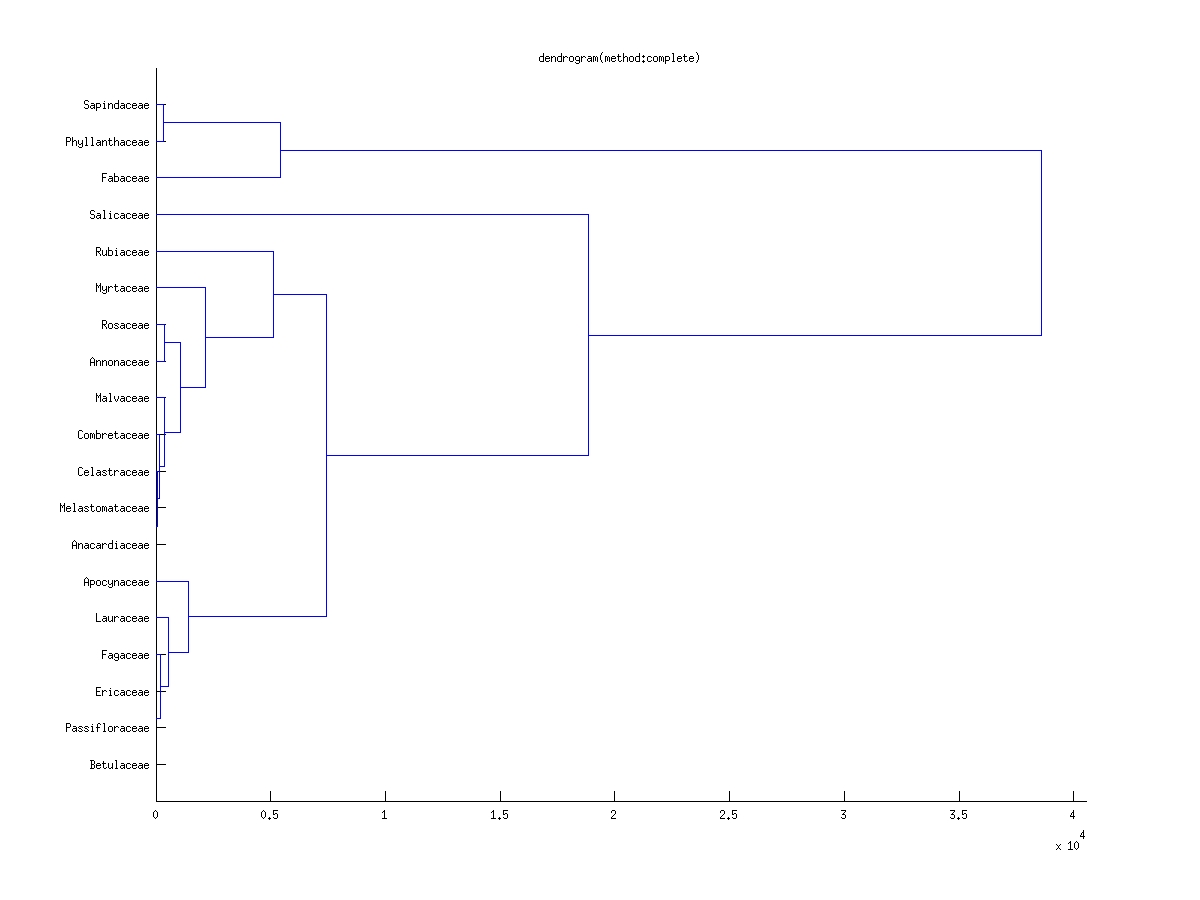 dendrogram(method:complete)
Sapindaceae
Phyllanthaceae
Fabaceae
Salicaceae
Rubiaceae
Myrtaceae
Rosaceae
Annonaceae
Malvaceae
Combretaceae
Celastraceae
Melastomataceae
Anacardiaceae
Apocynaceae
Lauraceae
Fagaceae
Ericaceae
Passifloraceae
Betulaceae
0 0.5 1 1.5 2 2.5 3 3.5 4
4
x 10